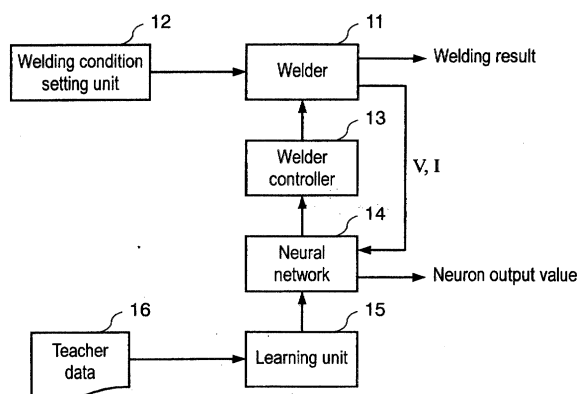 12
11
Welding condition
setting unit
Welder
Welding result
13
Welder
controller
V, I
14
Neural
network
Neuron output value
16
15
Teacher
data
Learning unit